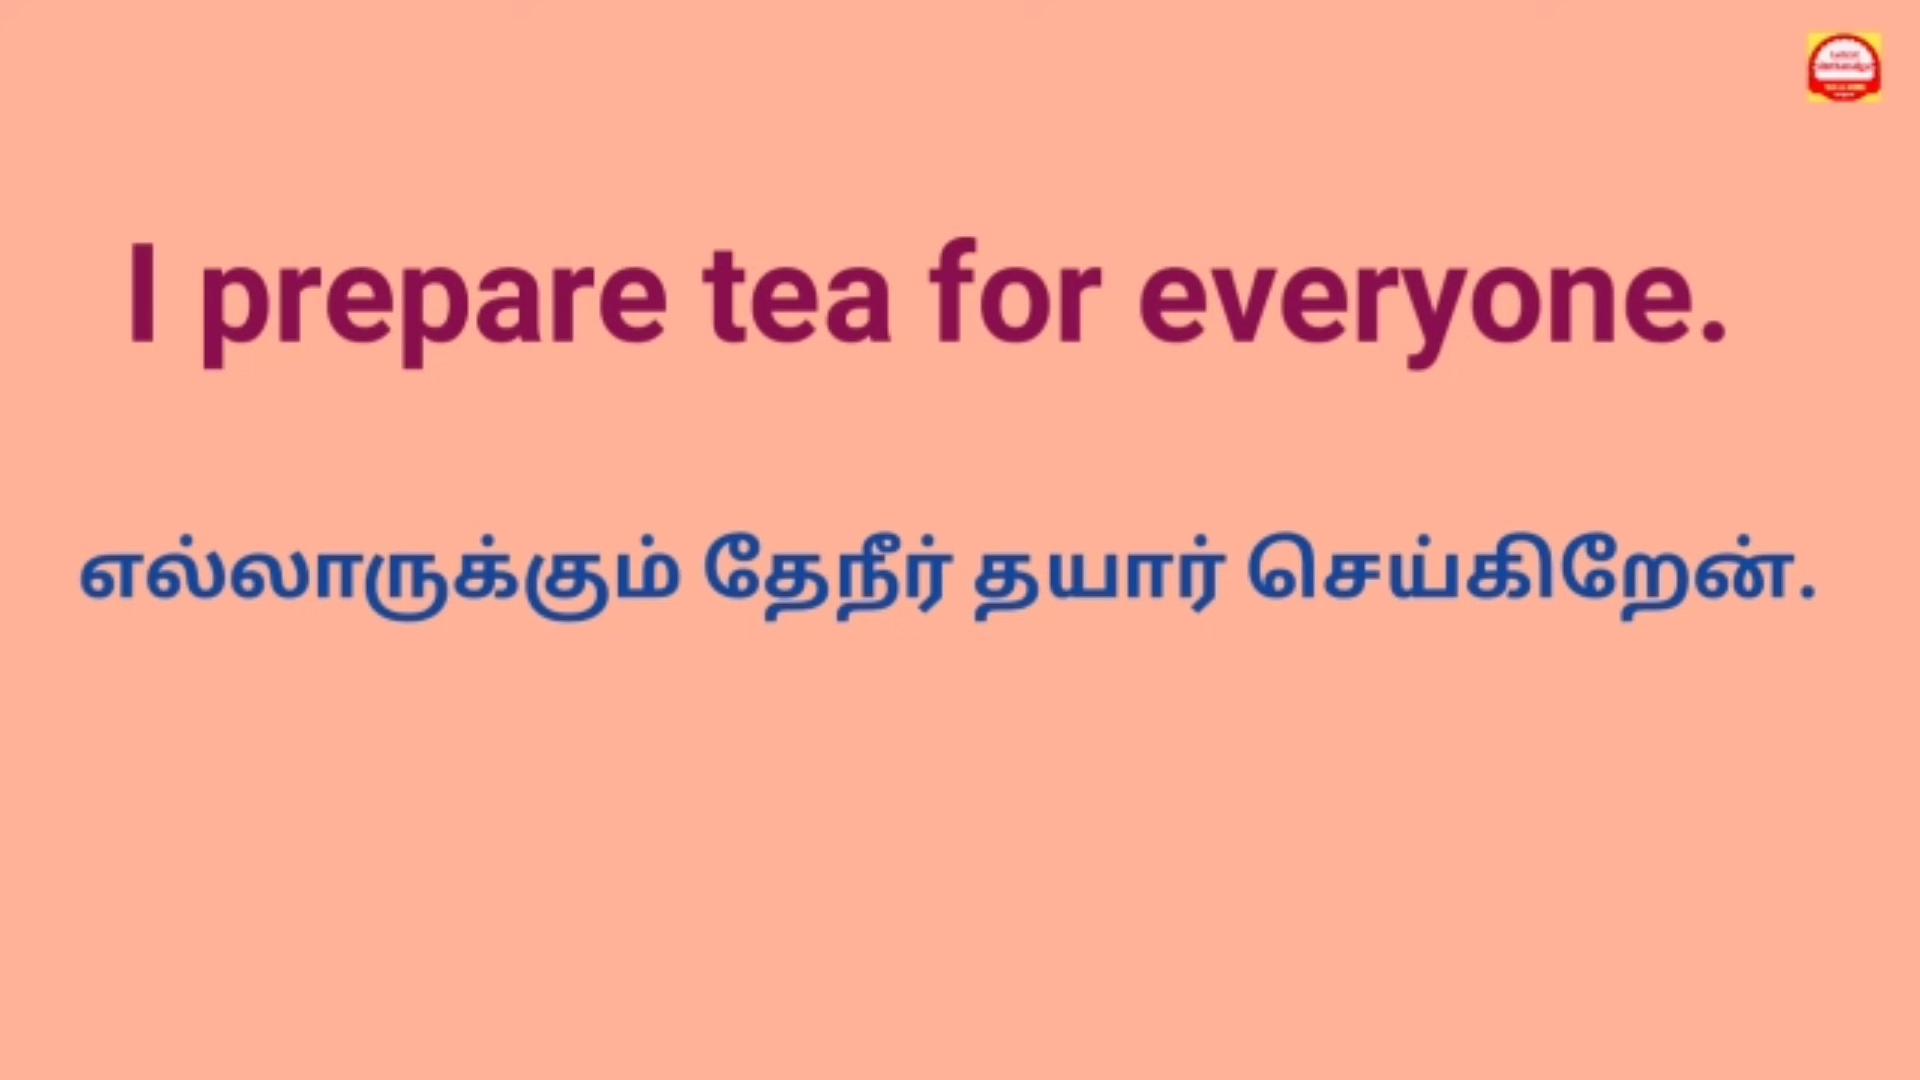 I prepare tea for everyone.
எல்லாருக்கும் தேநீர் தயார் செய்கிறேன்.